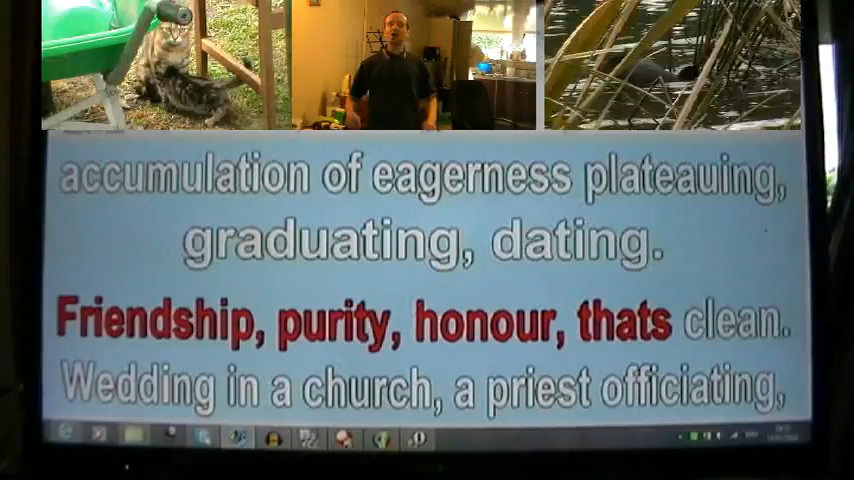 accumulation of eagerness plateauing,
graduating, dating.
Friendship, purity, honour, thats clean.
Wedding in a church, a priest officiating,